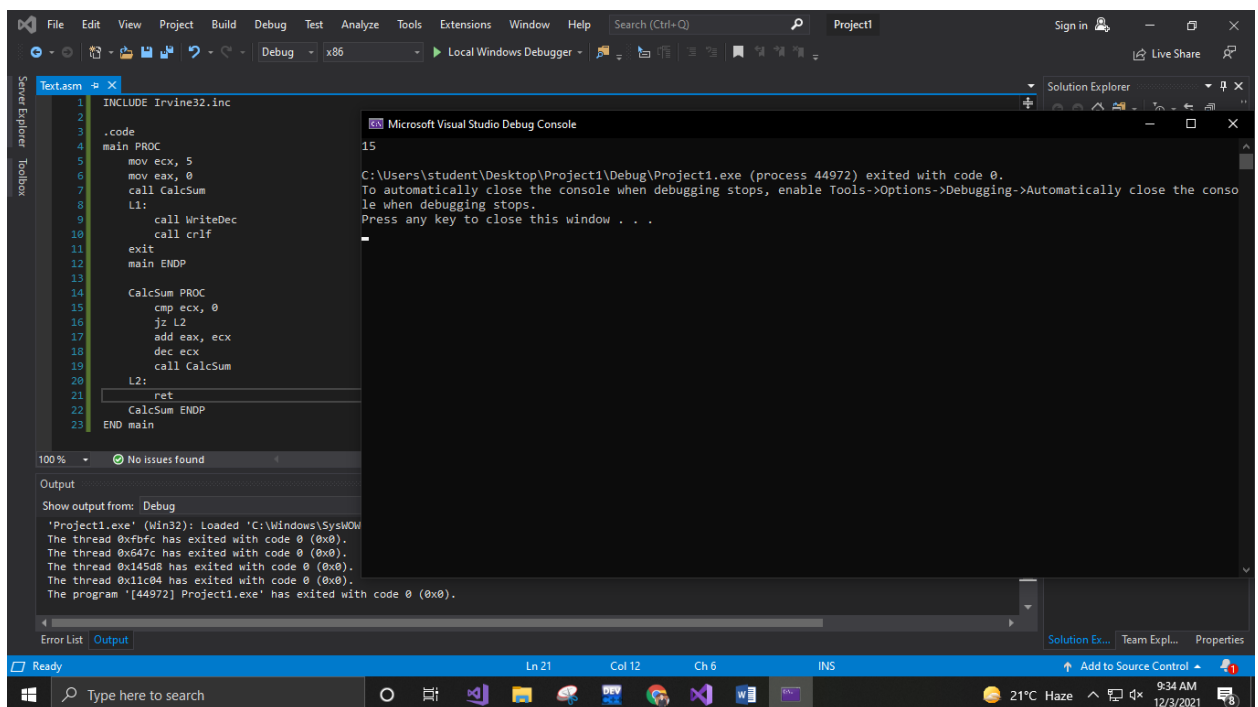 File Edit View Project Build Debug Test Analyze Tools Extensions Window Help Search (Ctrl+Q) Project1 Sign in
Debug x86 Local Windows Debugger Live Share
Server Explorer
Toolbox
Text.asm
1 INCLUDE Irvine32.inc
2
3 .code
4 main PROC
5 mov ecx, 5
6 mov eax, 0
7 call CalcSum
8 L1:
9 call WriteDec
10 call crlf
11 exit
12 main ENDP
13
14 CalcSum PROC
15 cmp ecx, 0
16 jz L2
17 add eax, ecx
18 dec ecx
19 call CalcSum
20 L2:
21 ret
22 CalcSum ENDP
23 END main
100 % No issues found
Solution Explorer
Microsoft Visual Studio Debug Console
15
C:\Users\student\Desktop\Project1\Debug\Project1.exe (process 44972) exited with code 0.
To automatically close the console when debugging stops, enable Tools->Options->Debugging->Automatically close the conso
le when debugging stops.
Press any key to close this window . . .
Output
Show output from: Debug
'Project1.exe' (Win32): Loaded 'C:\Windows\SysWOW
The thread 0xfbfc has exited with code 0 (0x0).
The thread 0x647c has exited with code 0 (0x0).
The thread 0x145d8 has exited with code 0 (0x0).
The thread 0x11c04 has exited with code 0 (0x0).
The program '[44972] Project1.exe' has exited with code 0 (0x0).
Error List Output
Solution Ex... Team Expl... Properties
Ready Ln 21 Col 12 Ch 6 INS Add to Source Control 1
Type here to search DEV 21°C Haze 9:34 AM
12/3/2021 8